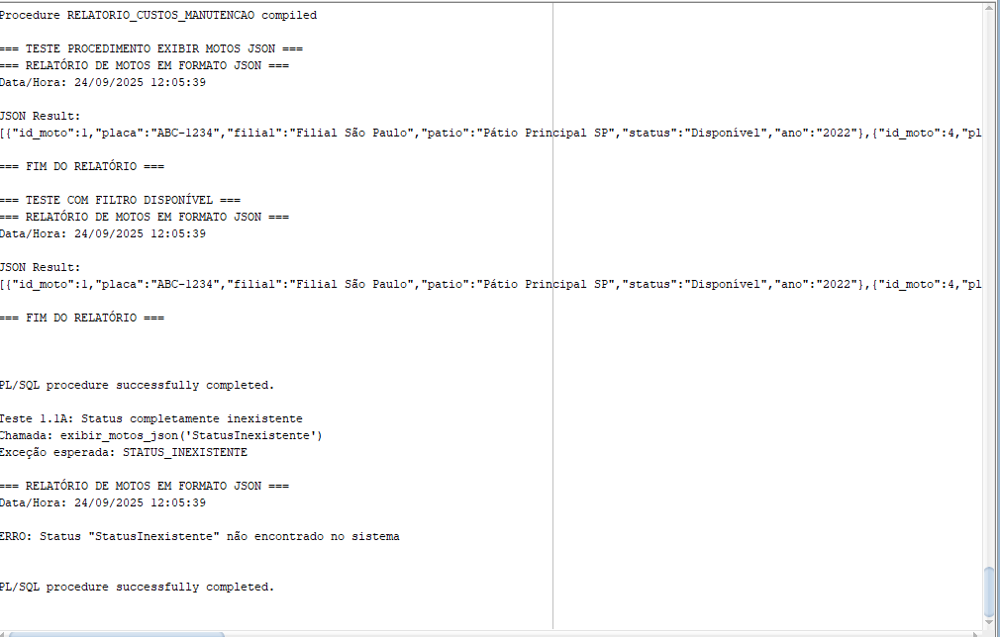 Procedure RELATORIO_CUSTOS_MANUTENCAO compiled
=== TESTE PROCEDIMENTO EXIBIR MOTOS JSON ===
=== RELATÓRIO DE MOTOS EM FORMATO JSON ===
Data/Hora: 24/09/2025 12:05:39
JSON Result:
[{"id_moto":1,"placa":"ABC-1234","filial":"Filial São Paulo","patio":"Pátio Principal SP","status":"Disponível","ano":"2022"},{"id_moto":4,"pl
=== FIM DO RELATÓRIO ===
=== TESTE COM FILTRO DISPONÍVEL ===
=== RELATÓRIO DE MOTOS EM FORMATO JSON ===
Data/Hora: 24/09/2025 12:05:39
JSON Result:
[{"id_moto":1,"placa":"ABC-1234","filial":"Filial São Paulo","patio":"Pátio Principal SP","status":"Disponível","ano":"2022"},{"id_moto":4,"pl
=== FIM DO RELATÓRIO ===
PL/SQL procedure successfully completed.
Teste 1.1A: Status completamente inexistente
Chamada: exibir_motos_json('StatusInexistente')
Exceção esperada: STATUS_INEXISTENTE
=== RELATÓRIO DE MOTOS EM FORMATO JSON ===
Data/Hora: 24/09/2025 12:05:39
ERRO: Status "StatusInexistente" não encontrado no sistema
PL/SQL procedure successfully completed.